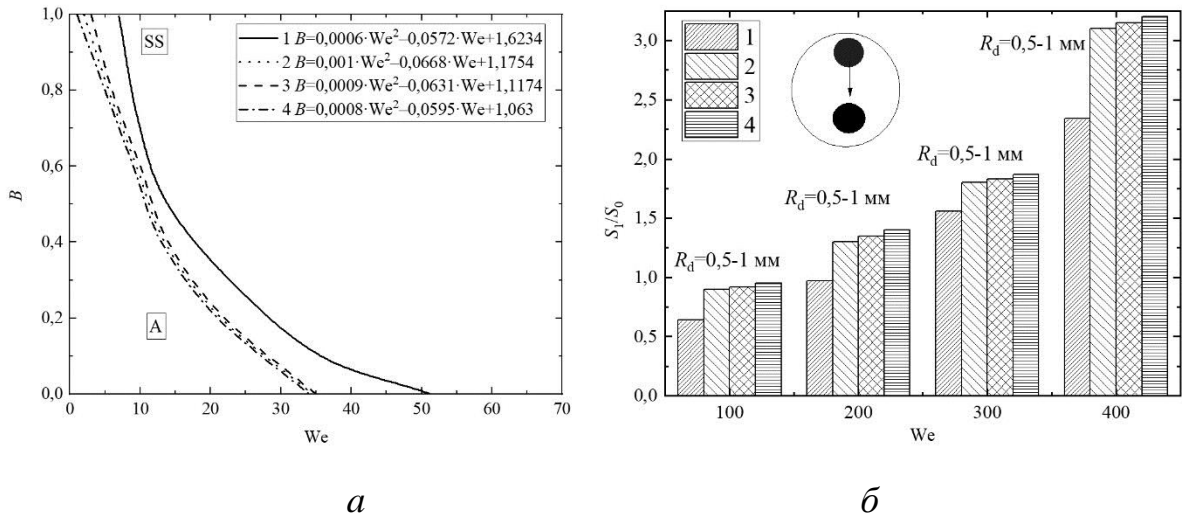 SS
1 B=0,0006·We²–0,0572·We+1,6234
2 B=0,001·We²–0,0668·We+1,1754
3 B=0,0009·We²–0,0631·We+1,1174
4 B=0,0008·We²–0,0595·We+1,063
A
1,0
0,8
0,6
0,4
0,2
0,0
B
0 10 20 30 40 50 60 70
We
а
1
2
3
4
R_d=0,5-1 мм
R_d=0,5-1 мм
R_d=0,5-1 мм
R_d=0,5-1 мм
3,0
2,5
2,0
1,5
1,0
0,5
0,0
S₁/S₀
100 200 300 400
We
б